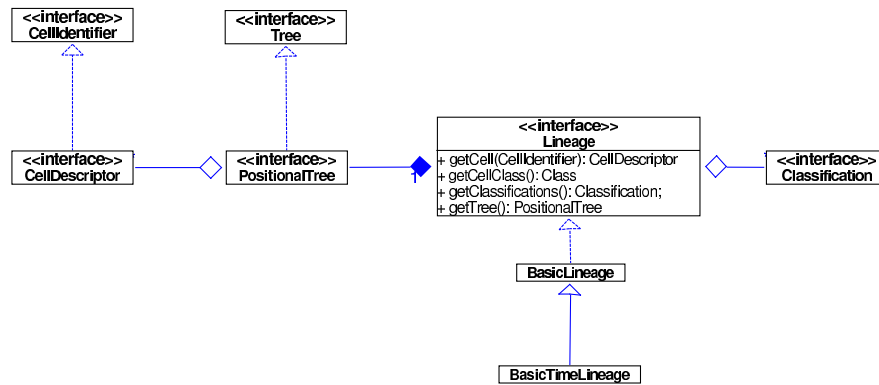 <<interface>>
CellIdentifier
<<interface>>
Tree
<<interface>>
CellDescriptor
<<interface>>
PositionalTree
1
<<interface>>
Lineage
+ getCell(CellIdentifier): CellDescriptor
+ getCellClass(): Class
+ getClassifications(): Classification;
+ getTree(): PositionalTree
<<interface>>
Classification
BasicLineage
BasicTimeLineage